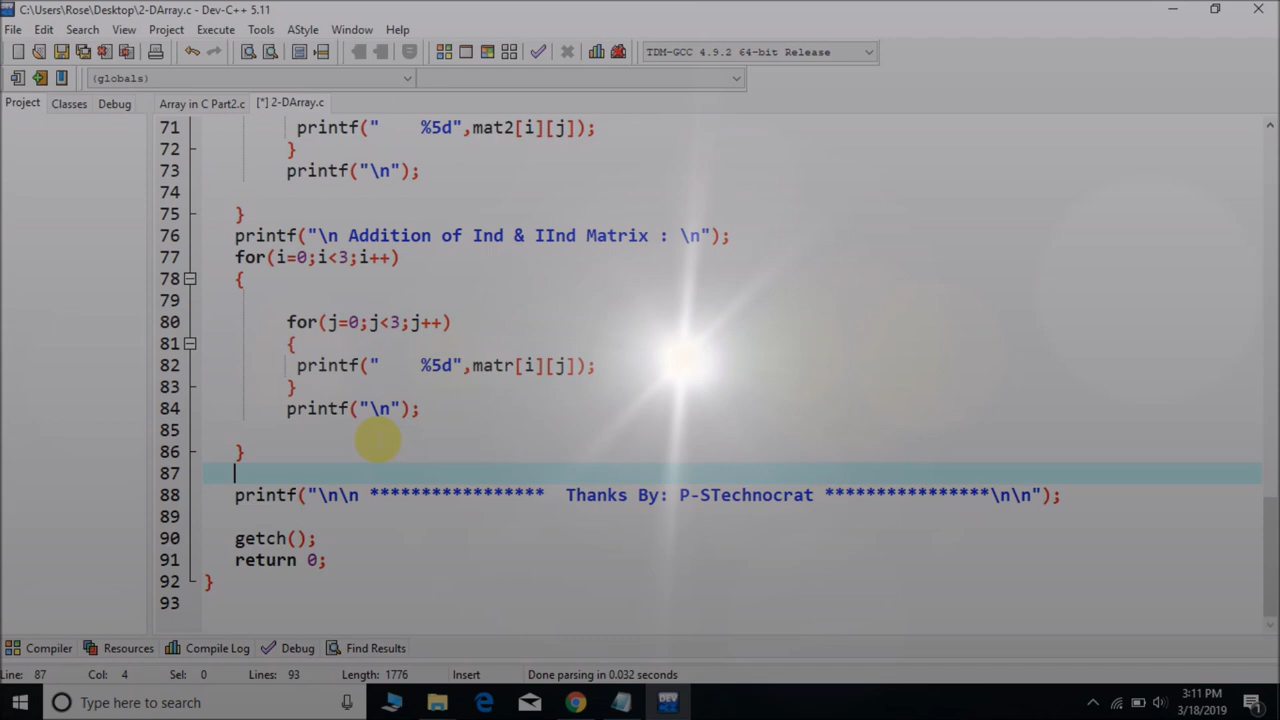 C:\Users\Rose\Desktop\2-DArray.c - Dev-C++ 5.11
File Edit Search View Project Execute Tools AStyle Window Help
TDM-GCC 4.9.2 64-bit Release
(globals)
Project Classes Debug Array in C Part2.c [*] 2-DArray.c
71 printf("    %5d",mat2[i][j]);
72 }
73 printf("\n");
74
75 }
76 printf("\n Addition of Ind & IInd Matrix : \n");
77 for(i=0;i<3;i++)
78 {
79
80 for(j=0;j<3;j++)
81 {
82 printf("    %5d",matr[i][j]);
83 }
84 printf("\n");
85
86 }
87
88 printf("\n\n *****************  Thanks By: P-STechnocrat ****************\n\n");
89
90 getch();
91 return 0;
92 }
93
Compiler Resources Compile Log Debug Find Results
Line: 87 Col: 4 Sel: 0 Lines: 93 Length: 1776 Insert Done parsing in 0.032 seconds
Type here to search
DEV
3:11 PM
3/18/2019
1